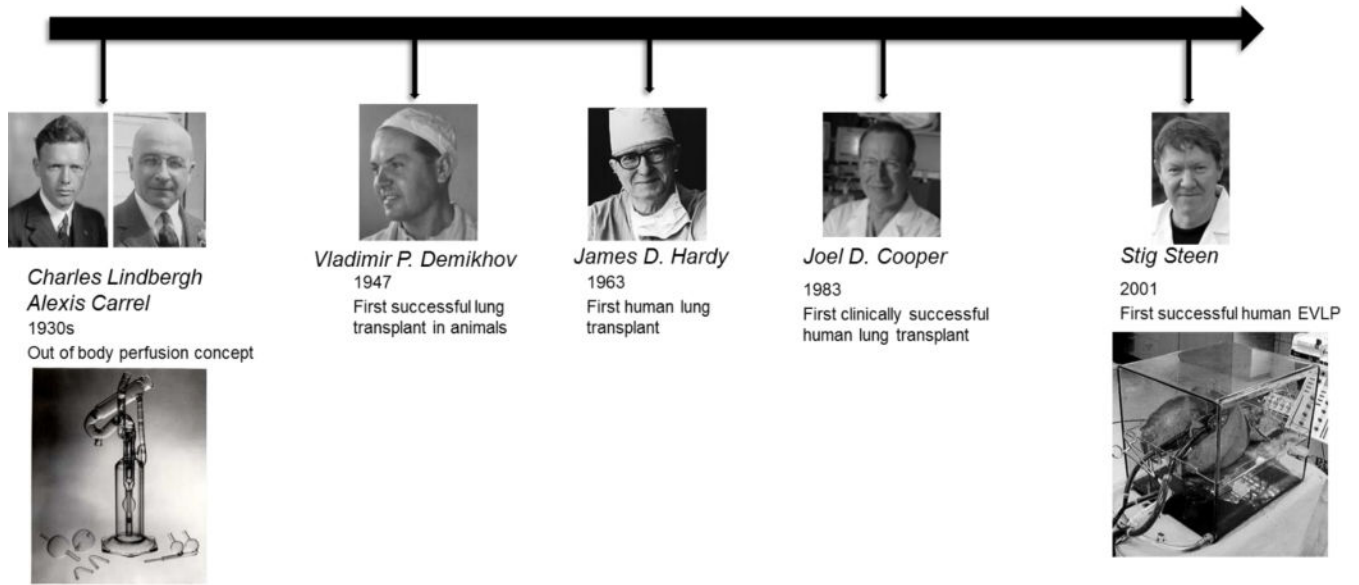 Charles Lindbergh
Alexis Carrel
1930s
Out of body perfusion concept
Vladimir P. Demikhov
1947
First successful lung
transplant in animals
James D. Hardy
1963
First human lung
transplant
Joel D. Cooper
1983
First clinically successful
human lung transplant
Stig Steen
2001
First successful human EVLP